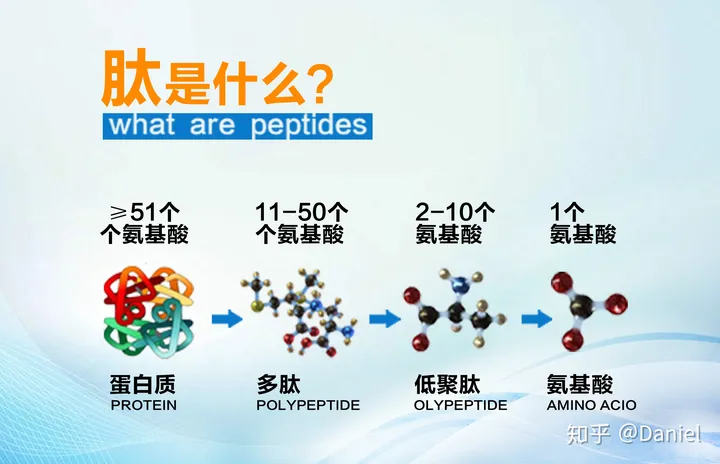 肽是什么?
what are peptides
≥51个 11-50个 2-10个 1个
个氨基酸 个氨基酸 氨基酸 氨基酸
蛋白质 多肽 低聚肽 氨基酸
PROTEIN POLYPEPTIDE OLYPEPTIDE AMINO ACIO
知乎 @Daniel